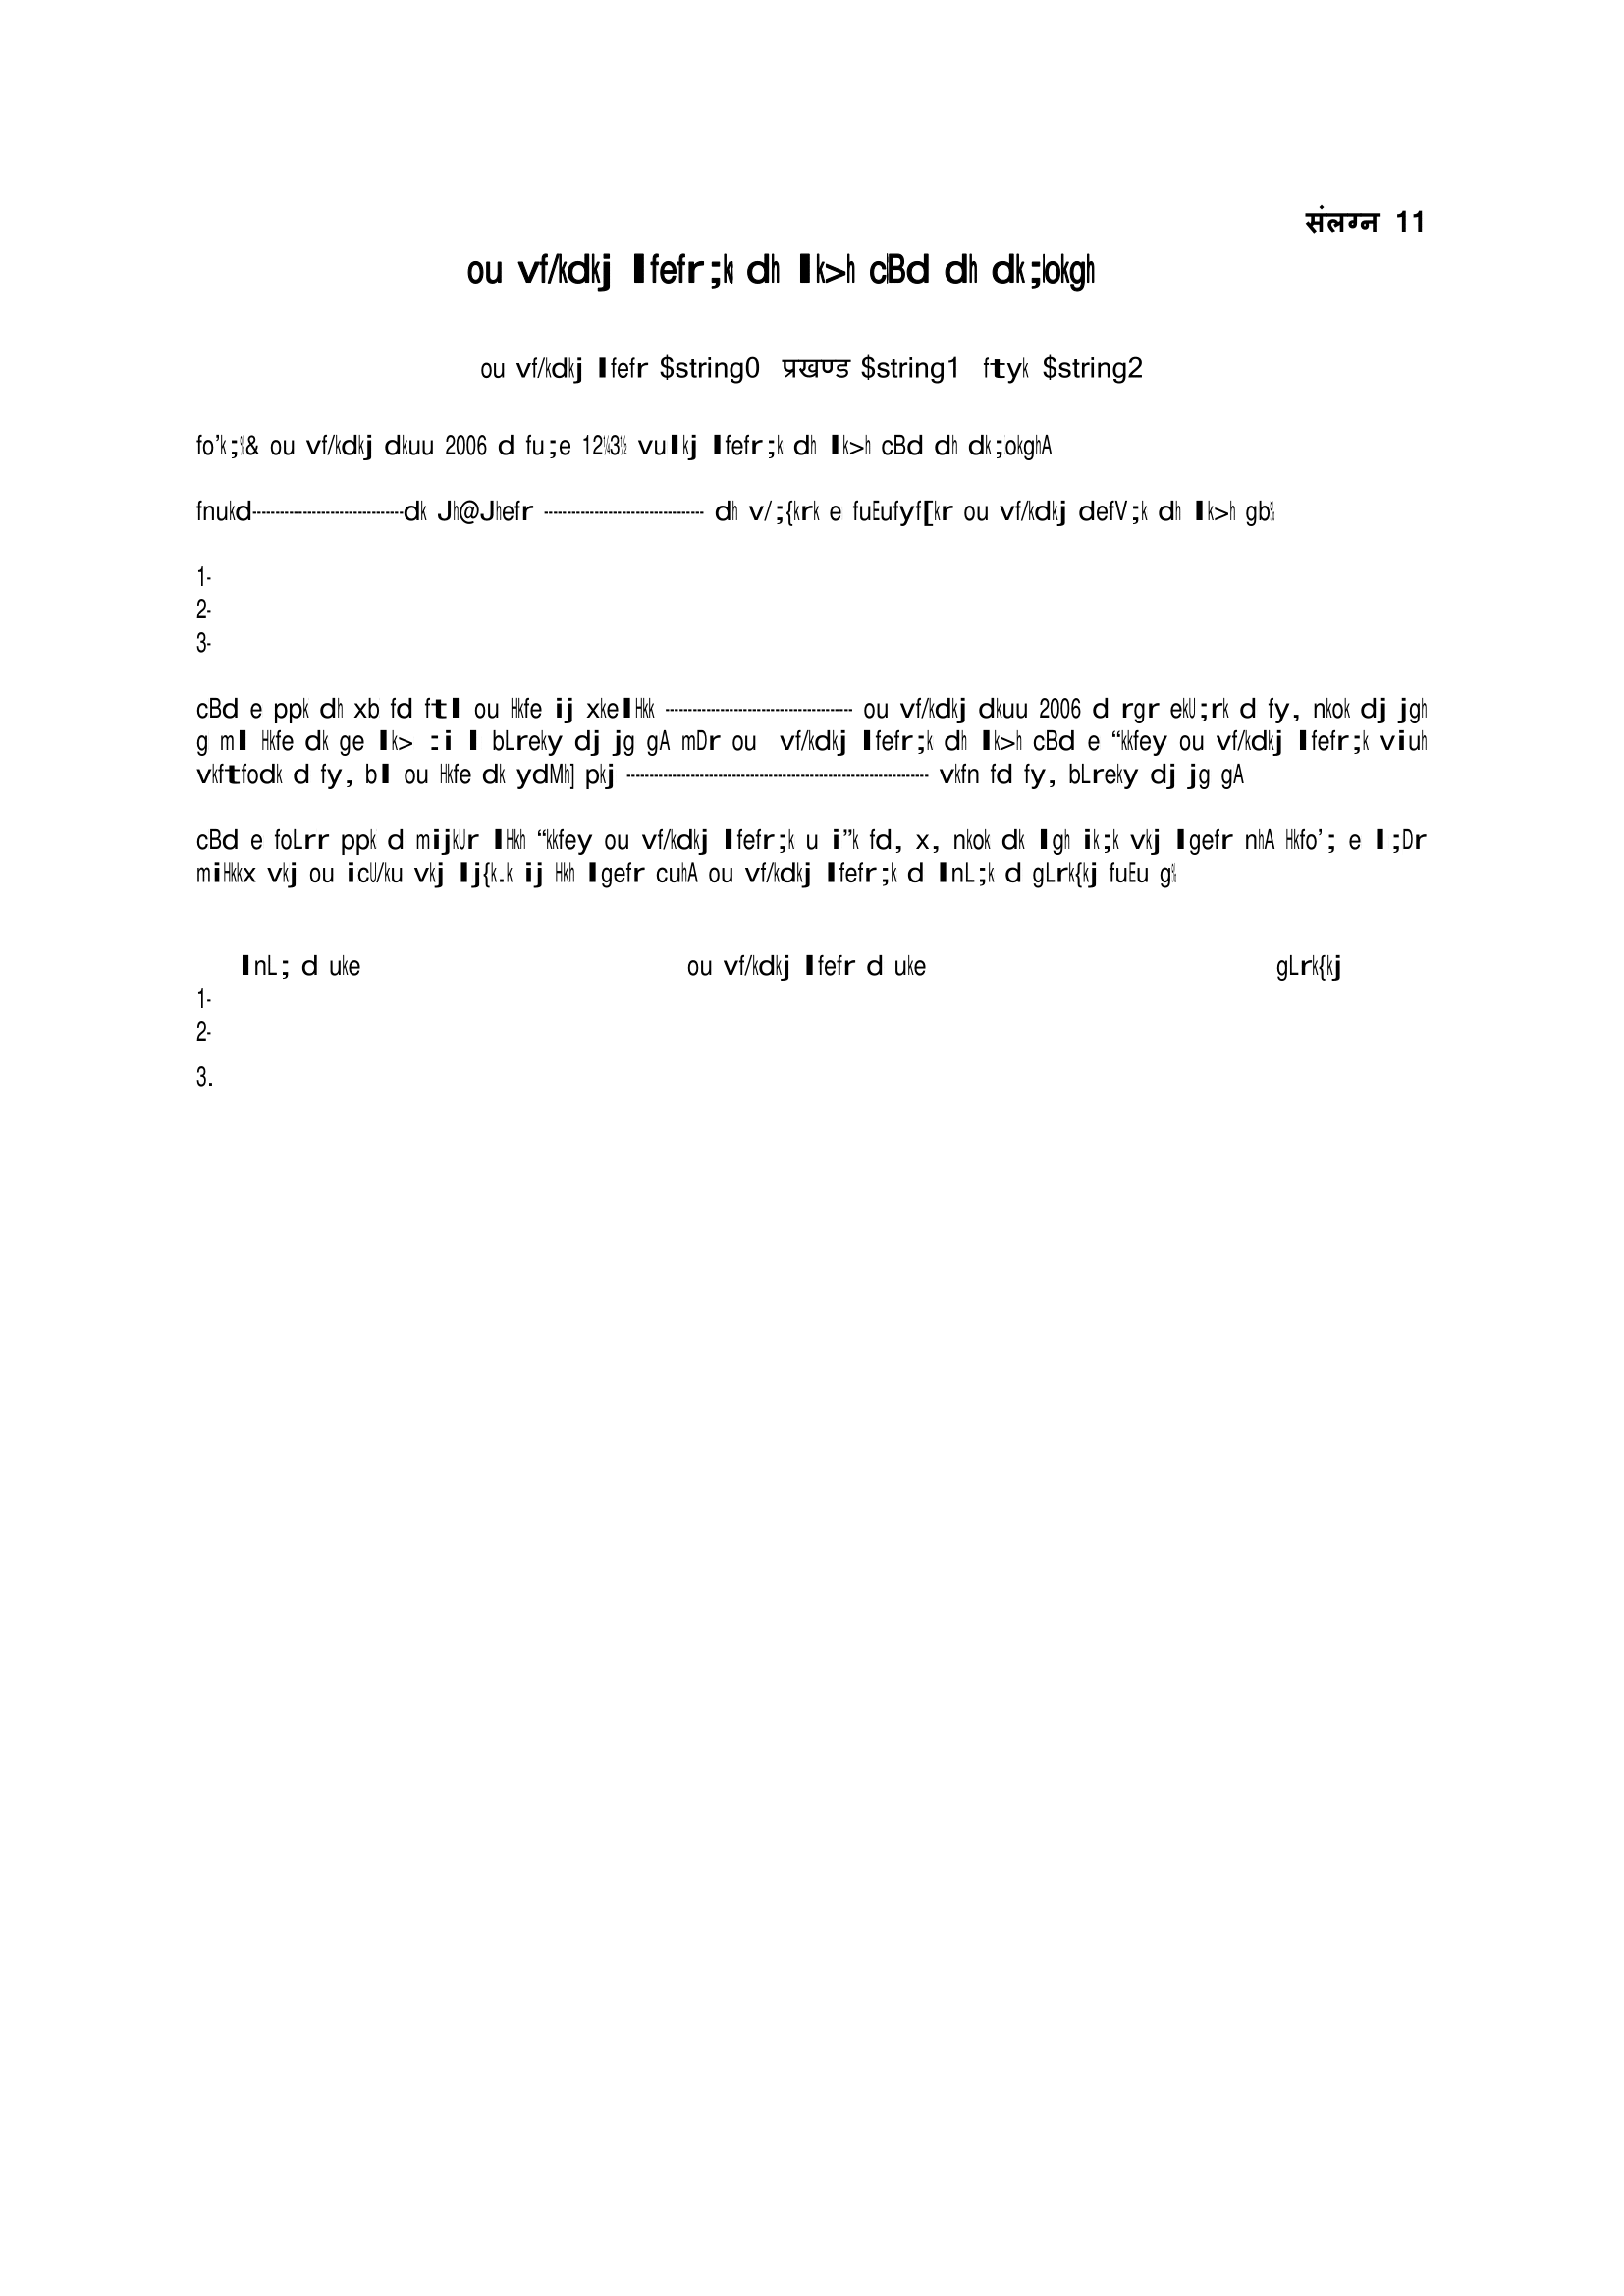 संलग्न 11
ou vf/kdkj lfefr;k dh lk>h cBd dh dk;okgh
ou vf/kdkj lfefr $string0 प्रखण्ड $string1 ftyk $string2
fo'k;%& ou vf/kdkj dkuu 2006 d fu;e 12¼3½ vulkj lfefr;k dh lk>h cBd dh dk;okghA
fnukd---------------------------------dk Jh@Jhefr ----------------------------------- dh v/;{krk e fuEufyf[kr ou vf/kdkj defV;k dh lk>h gb%
1-
2-
3-
cBd e ppk dh xb fd ftl ou Hkfe ij xkelHkk ----------------------------------------- ou vf/kdkj dkuu 2006 d rgr ekU;rk d fy, nkok dj jgh
g ml Hkfe dk ge lk> :i l bLreky dj jg gA mDr ou vf/kdkj lfefr;k dh lk>h cBd e “kkfey ou vf/kdkj lfefr;k viuh
vkftfodk d fy, bl ou Hkfe dk ydMh] pkj ------------------------------------------------------------------ vkfn fd fy, bLreky dj jg gA
cBd e foLrr ppk d mijkUr lHkh “kkfey ou vf/kdkj lfefr;k u i”k fd, x, nkok dk lgh ik;k vkj lgefr nhA Hkfo’; e l;Dr
miHkkx vkj ou icU/ku vkj lj{k.k ij Hkh lgefr cuhA ou vf/kdkj lfefr;k d lnL;k d gLrk{kj fuEu g%
lnL; d uke ou vf/kdkj lfefr d uke gLrk{kj
1-
2-
3.